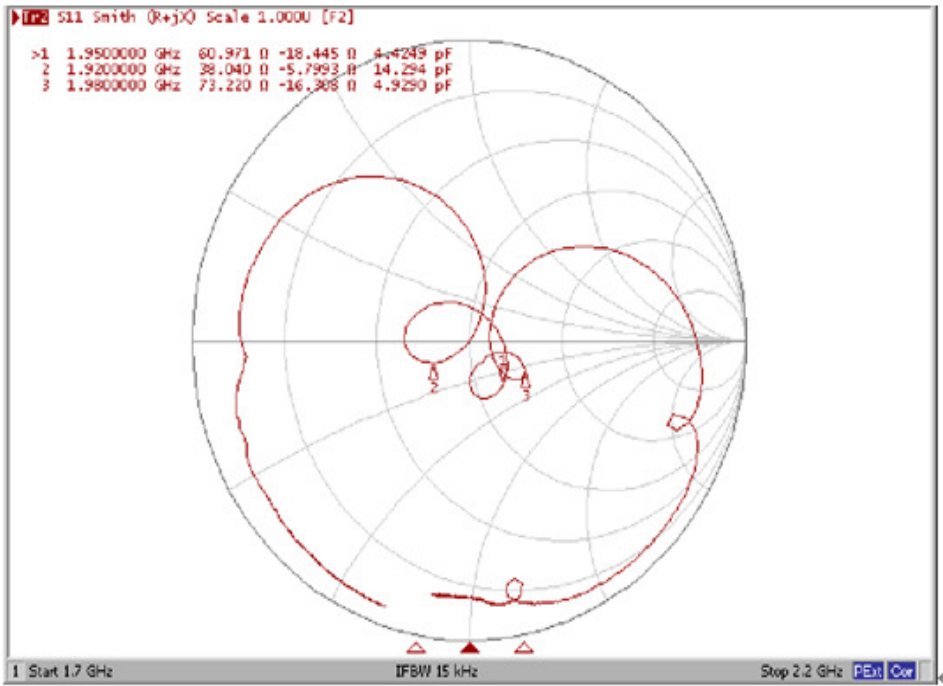 Tr2 S11 Smith (R+jX) Scale 1.000U [F2]
>1 1.9500000 GHz 60.971 Ω -18.445 Ω 4.4249 pF
2 1.9200000 GHz 38.040 Ω -5.7993 Ω 14.294 pF
3 1.9800000 GHz 73.220 Ω -16.308 Ω 4.9290 pF
2
3
1 Start 1.7 GHz IFBW 15 kHz Stop 2.2 GHz PExt Cor